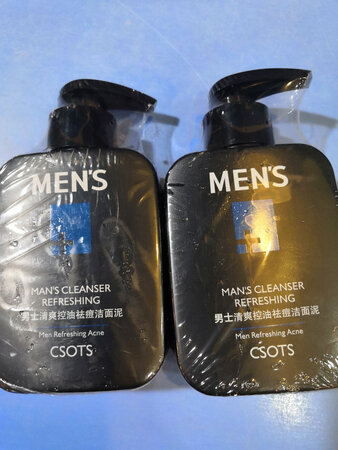 MEN'S
MAN'S CLEANSER
REFRESHING
男士清爽控油祛痘洁面泥
Men Refreshing Acne
CSOTS
MEN'S
MAN'S CLEANSER
REFRESHING
男士清爽控油祛痘洁面泥
Men Refreshing Acne
CSOTS